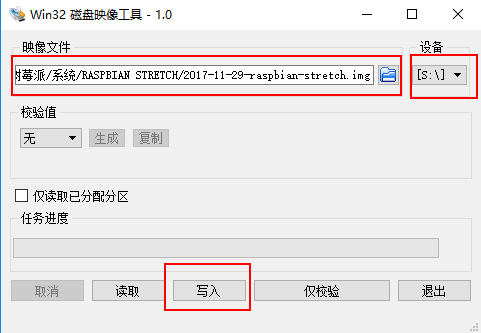 Win32 磁盘映像工具 - 1.0
映像文件
设备
树莓派/系统/RASPBIAN STRETCH/2017-11-29-raspbian-stretch.img
[S:\]
校验值
无
生成
复制
仅读取已分配分区
任务进度
取消
读取
写入
仅校验
退出